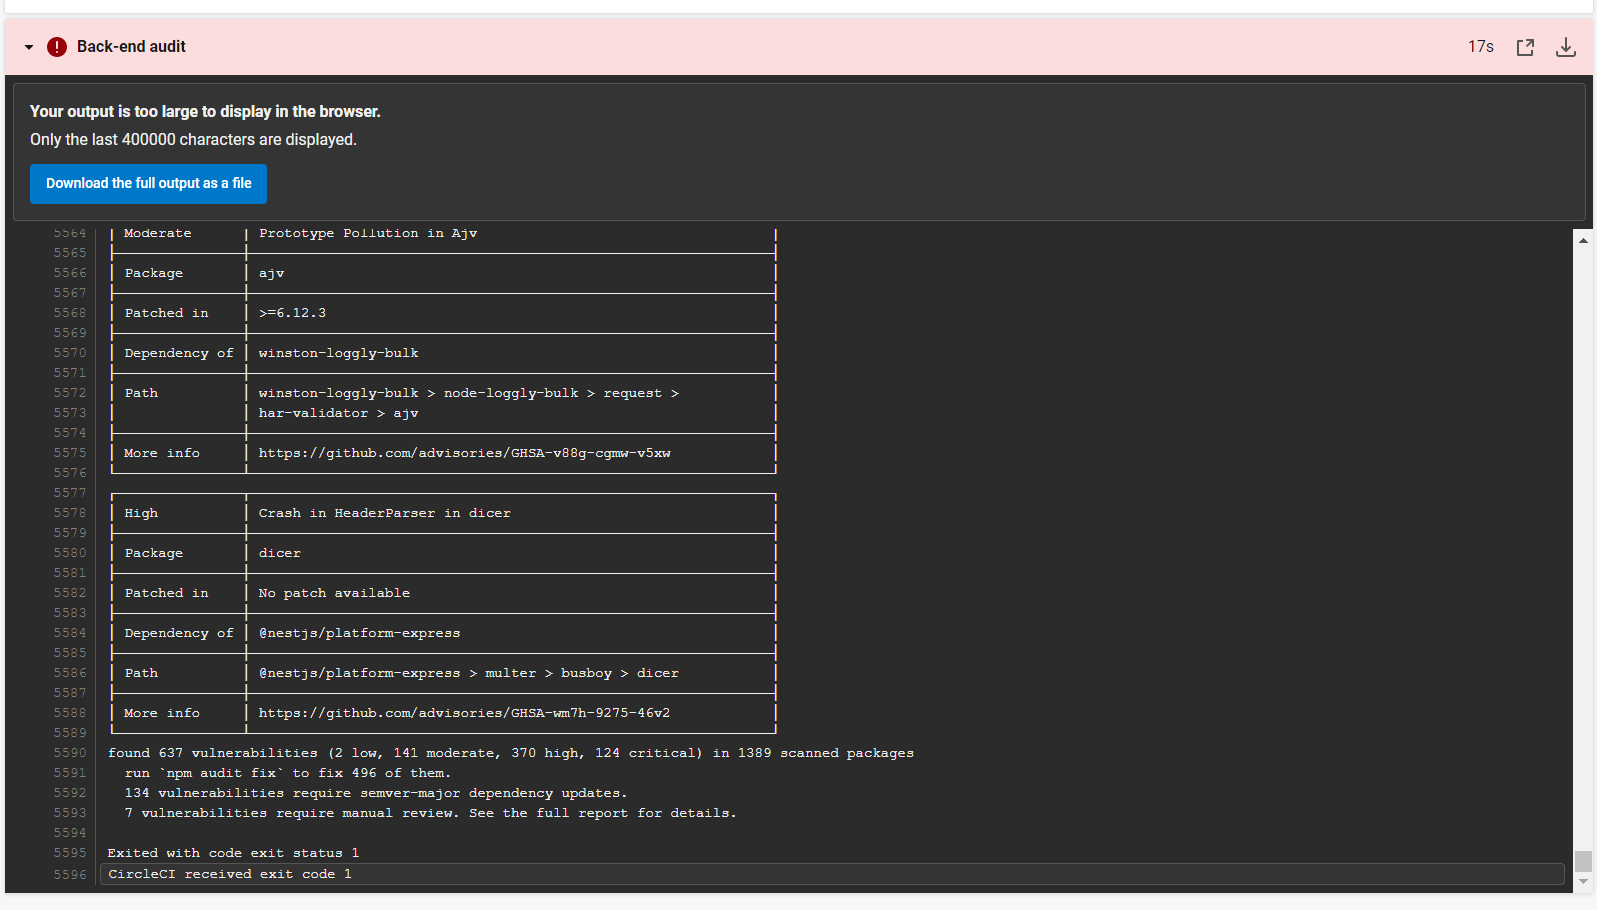 Back-end audit 17s
Your output is too large to display in the browser.
Only the last 400000 characters are displayed.
Download the full output as a file
5564 | Moderate | Prototype Pollution in Ajv |
5565
5566 | Package | ajv |
5567
5568 | Patched in | >=6.12.3 |
5569
5570 | Dependency of | winston-loggly-bulk |
5571
5572 | Path | winston-loggly-bulk > node-loggly-bulk > request > |
5573 | | har-validator > ajv |
5574
5575 | More info | https://github.com/advisories/GHSA-v88g-cgmw-v5xw |
5576
5577
5578 | High | Crash in HeaderParser in dicer |
5579
5580 | Package | dicer |
5581
5582 | Patched in | No patch available |
5583
5584 | Dependency of | @nestjs/platform-express |
5585
5586 | Path | @nestjs/platform-express > multer > busboy > dicer |
5587
5588 | More info | https://github.com/advisories/GHSA-wm7h-9275-46v2 |
5589
5590 found 637 vulnerabilities (2 low, 141 moderate, 370 high, 124 critical) in 1389 scanned packages
5591 run `npm audit fix` to fix 496 of them.
5592 134 vulnerabilities require semver-major dependency updates.
5593 7 vulnerabilities require manual review. See the full report for details.
5594
5595 Exited with code exit status 1
5596 CircleCI received exit code 1